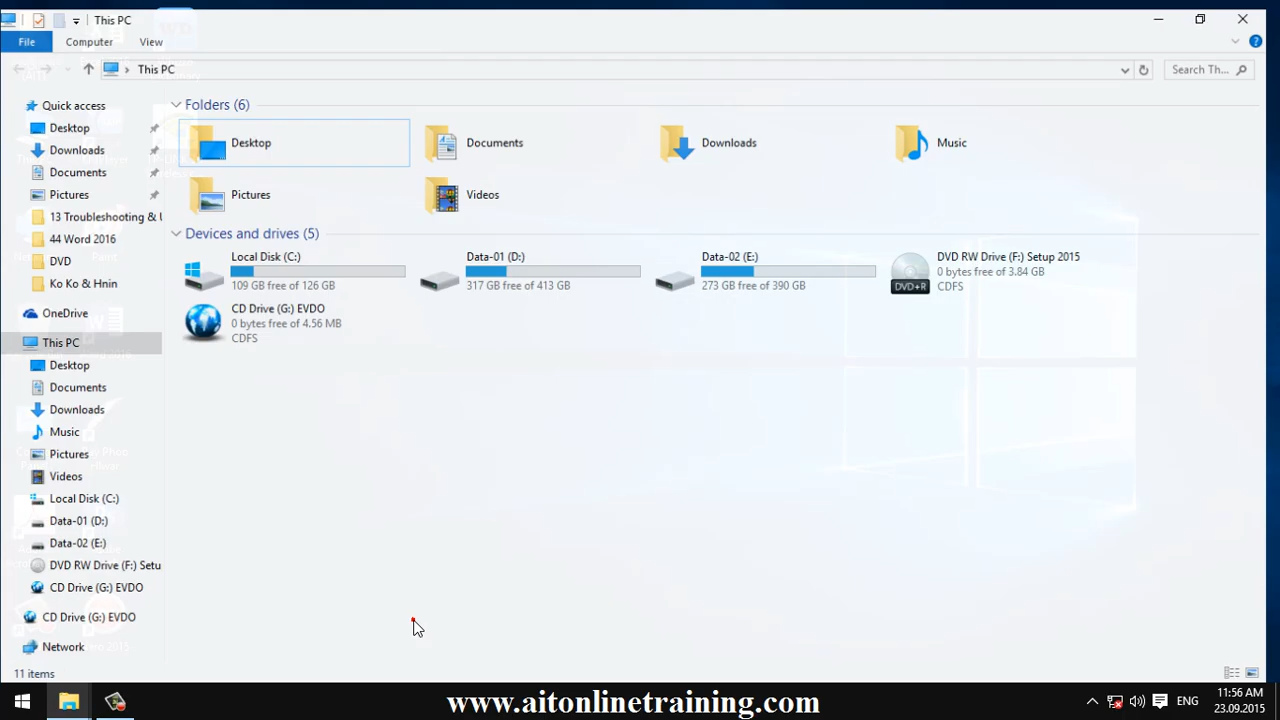 This PC
File Computer View
This PC
Search Th...
Quick access
Desktop
Downloads
Documents
Pictures
13 Troubleshooting & U
44 Word 2016
DVD
Ko Ko & Hnin
OneDrive
This PC
Desktop
Documents
Downloads
Music
Pictures
Videos
Local Disk (C:)
Data-01 (D:)
Data-02 (E:)
DVD RW Drive (F:) Setu
CD Drive (G:) EVDO
CD Drive (G:) EVDO
Network
Folders (6)
Desktop
Documents
Downloads
Music
Pictures
Videos
Devices and drives (5)
Local Disk (C:)
109 GB free of 126 GB
Data-01 (D:)
317 GB free of 413 GB
Data-02 (E:)
273 GB free of 390 GB
DVD RW Drive (F:) Setup 2015
0 bytes free of 3.84 GB
CDFS
DVD+R
CD Drive (G:) EVDO
0 bytes free of 4.56 MB
CDFS
11 items
www.aitonlinetraining.com
ENG
11:56 AM
23.09.2015